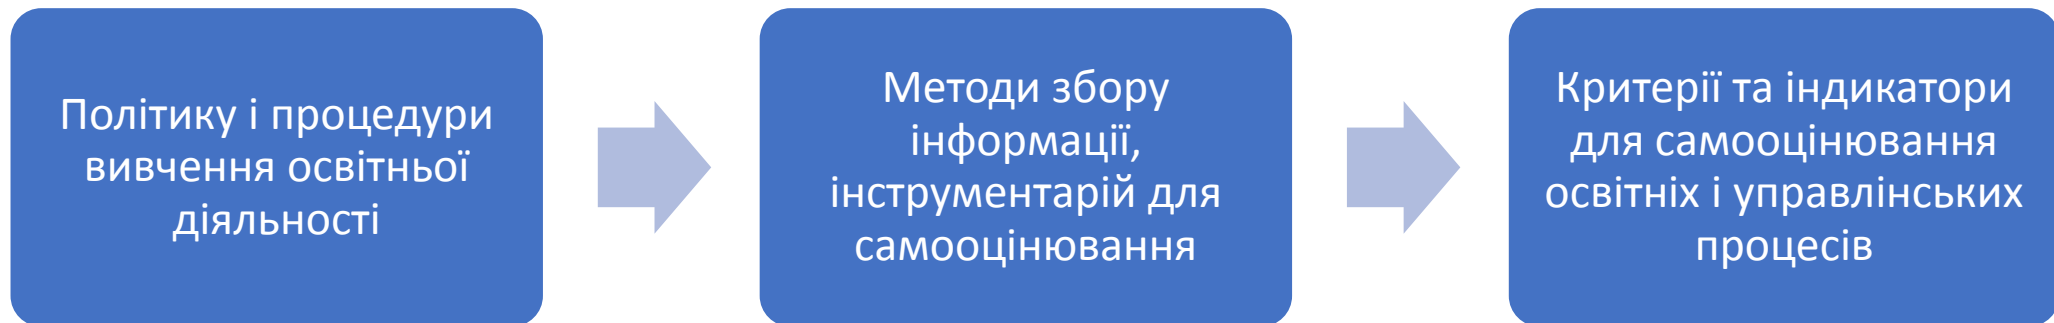 Політику і процедури
вивчення освітньої
діяльності
Методи збору
інформації,
інструментарій для
самооцінювання
Критерії та індикатори
для самооцінювання
освітніх і управлінських
процесів